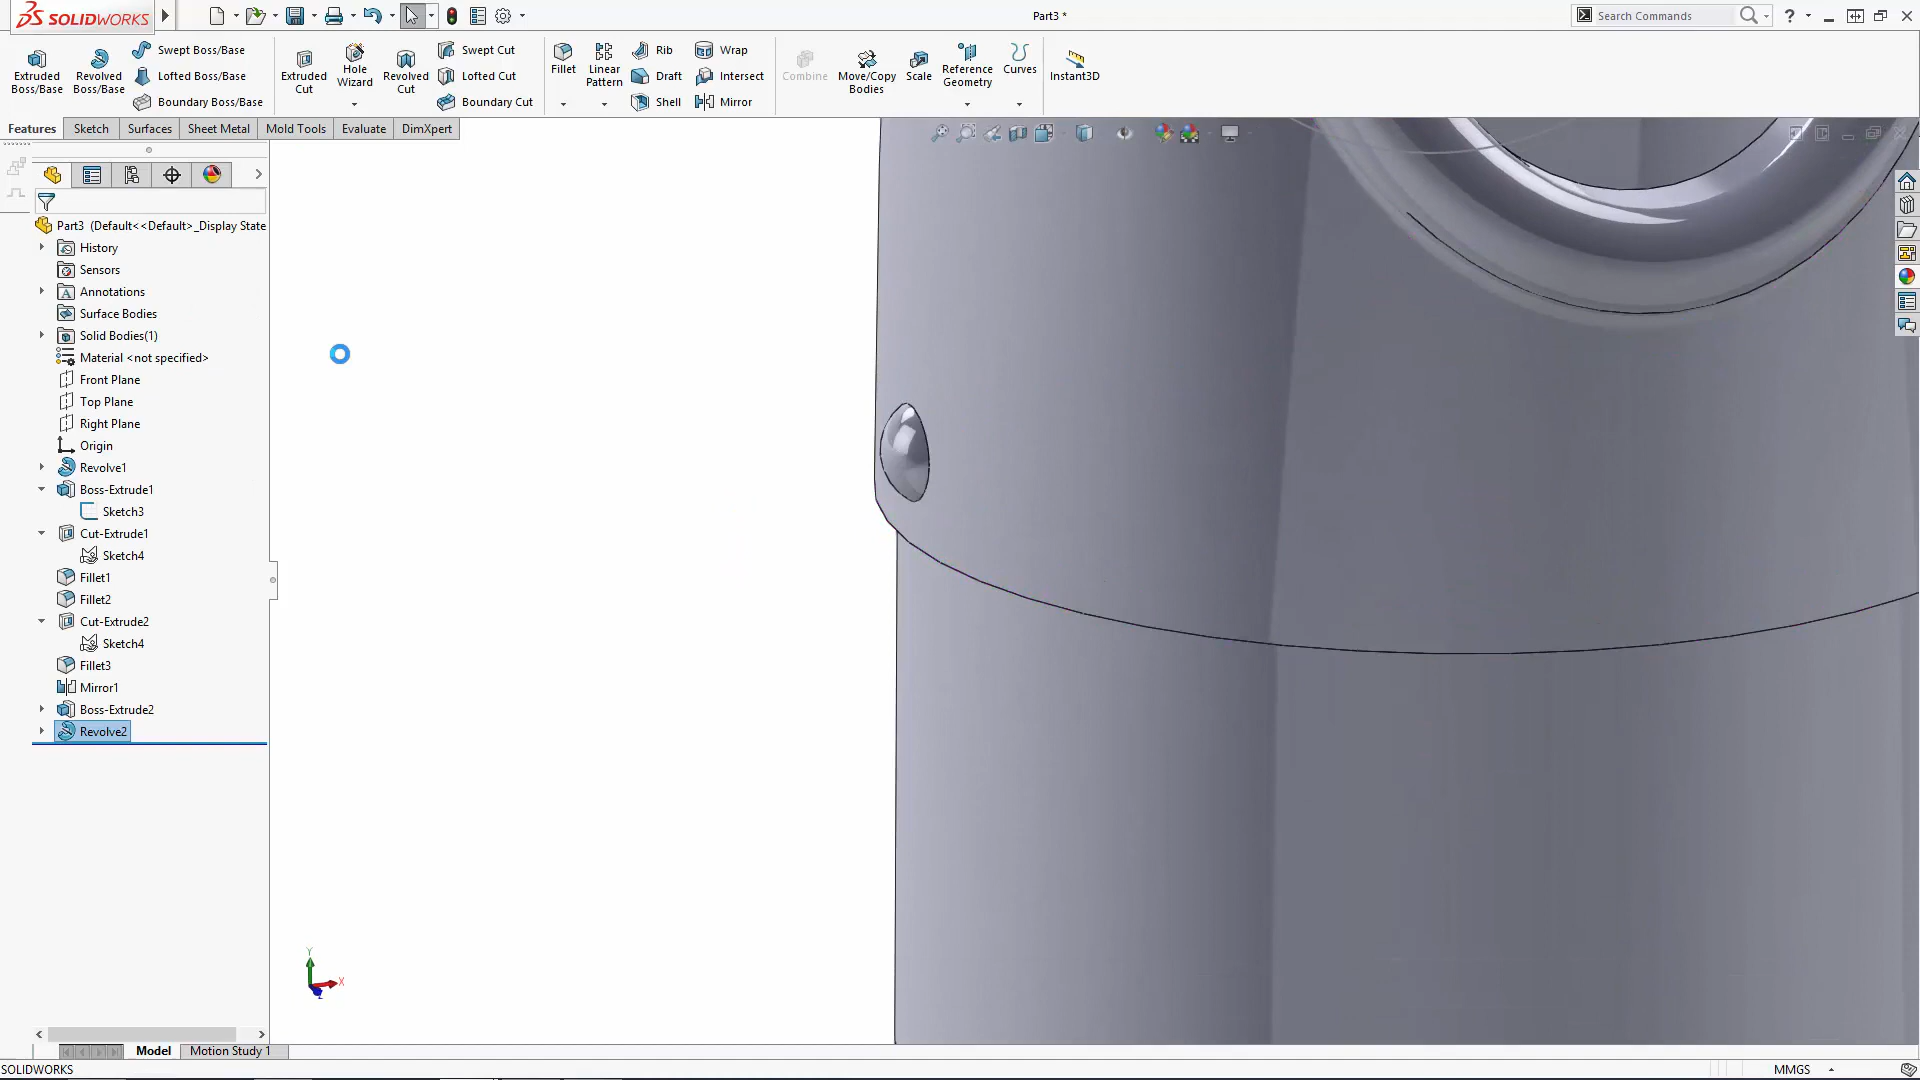 SOLIDWORKS
Part3 *
Search Commands
Extruded Boss/Base
Revolved Boss/Base
Swept Boss/Base
Lofted Boss/Base
Boundary Boss/Base
Extruded Cut
Hole Wizard
Revolved Cut
Swept Cut
Lofted Cut
Boundary Cut
Fillet
Linear Pattern
Rib
Draft
Shell
Wrap
Intersect
Mirror
Combine
Move/Copy Bodies
Scale
Reference Geometry
Curves
Instant3D
Features
Sketch
Surfaces
Sheet Metal
Mold Tools
Evaluate
DimXpert
Part3 (Default<<Default>_Display State
History
Sensors
Annotations
Surface Bodies
Solid Bodies(1)
Material <not specified>
Front Plane
Top Plane
Right Plane
Origin
Revolve1
Boss-Extrude1
Sketch3
Cut-Extrude1
Sketch4
Fillet1
Fillet2
Cut-Extrude2
Sketch4
Fillet3
Mirror1
Boss-Extrude2
Revolve2
Y
X
Model
Motion Study 1
SOLIDWORKS
MMGS